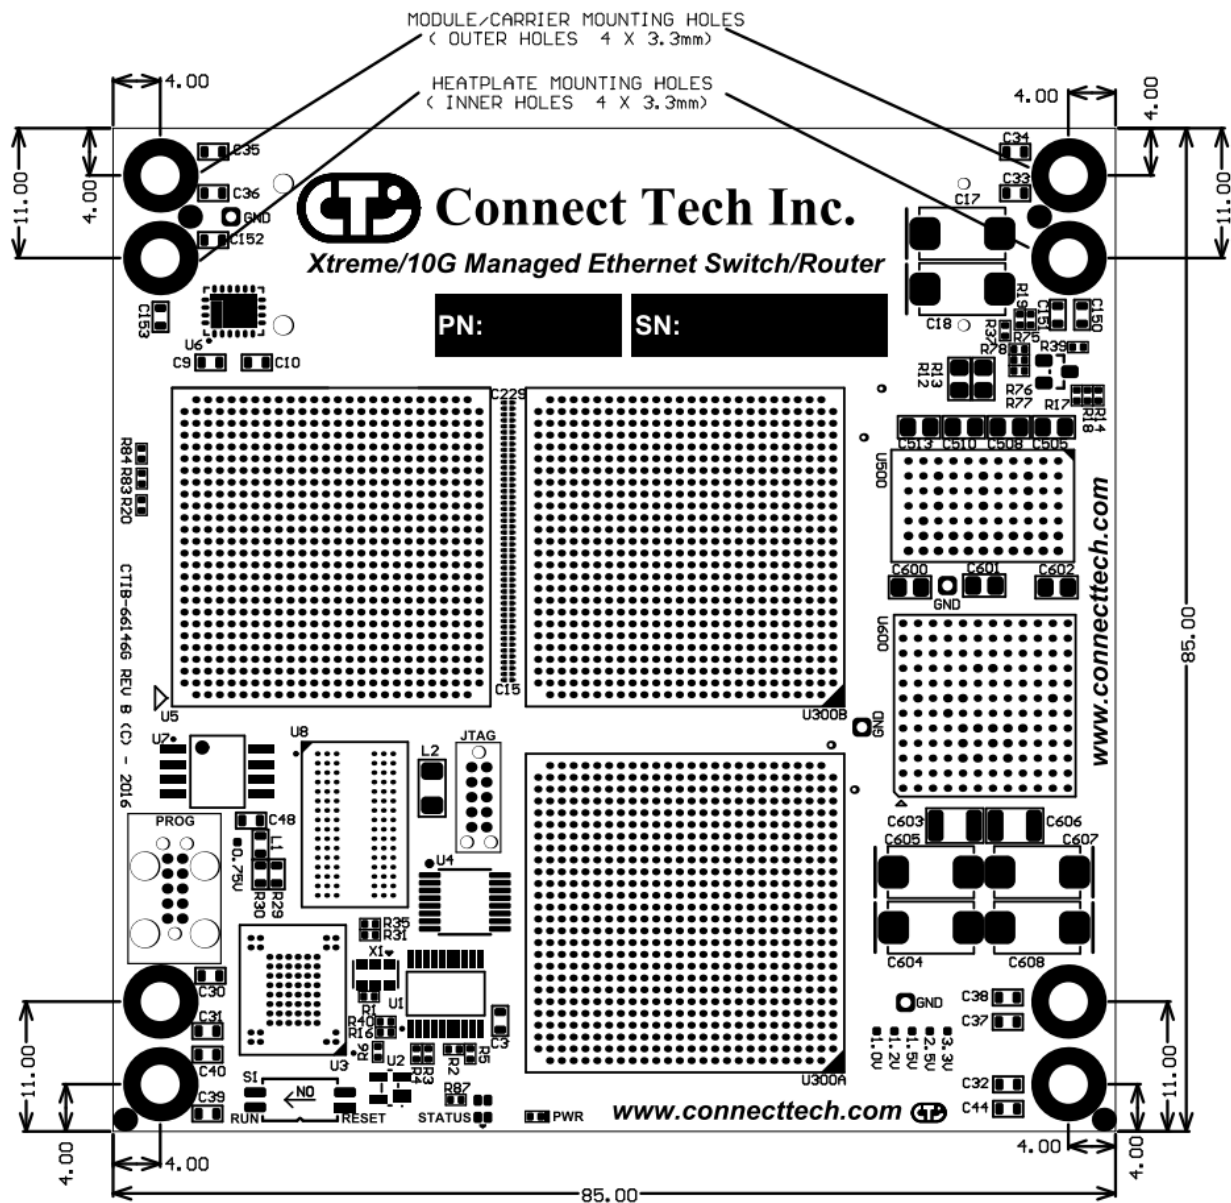 MODULE/CARRIER MOUNTING HOLES
( OUTER HOLES 4 X 3.3mm)
HEATPLATE MOUNTING HOLES
( INNER HOLES 4 X 3.3mm)
4.00
4.00
4.00
11.00
4.00
11.00
C35
C36
GND
C152
C34
C33
C17
Connect Tech Inc.
Xtreme/10G Managed Ethernet Switch/Router
PN:
SN:
C153
U6
C9
C10
C18
R19
R37
R75
R78
C151
C150
R39
R12
R13
R76
R77
R17
R18
R14
C229
C513
C510
C508
C505
U500
R84
R83
R20
C600
C601
C602
GND
U600
CTIB-66146G REV B (C) - 2016
www.connecttech.com
85.00
C15
U5
U300B
GND
U7
U8
L2
JTAG
PROG
C48
L1
0.75V
R30
R29
U4
C603
C606
C605
C607
C604
C608
R35
R31
X1
R1
U1
C30
C31
C40
C39
R40
R16
R6
U3
U2
R4
R3
R2
R5
C3
R87
GND
C38
C37
C32
C44
1.0V
1.2V
1.5V
2.5V
3.3V
S1
NO
RUN
RESET
STATUS
PWR
U300A
www.connecttech.com
11.00
4.00
4.00
11.00
4.00
4.00
85.00